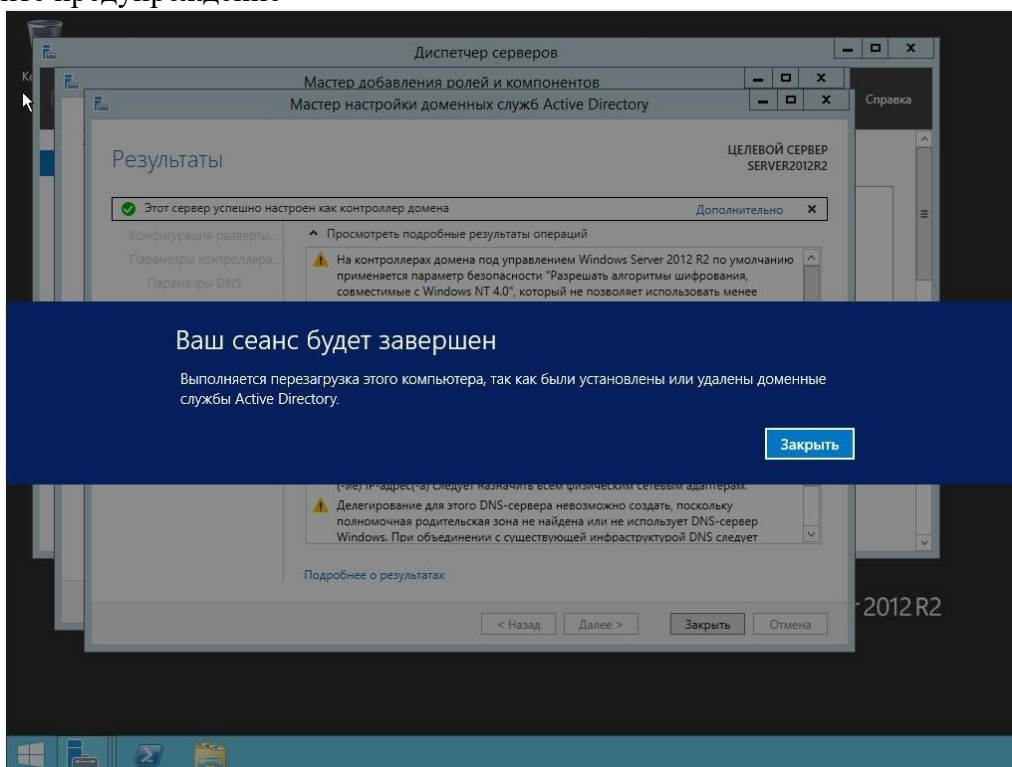 предупреждение
Диспетчер серверов
Мастер добавления ролей и компонентов
Мастер настройки доменных служб Active Directory
Справка
Результаты
ЦЕЛЕВОЙ СЕРВЕР
SERVER2012R2
Этот сервер успешно настроен как контроллер домена
Дополнительно
Конфигурация разверты...
Параметры контроллера...
Параметры DNS
Просмотреть подробные результаты операций
На контроллерах домена под управлением Windows Server 2012 R2 по умолчанию
применяется параметр безопасности "Разрешать алгоритмы шифрования,
совместимые с Windows NT 4.0", который не позволяет использовать менее
Ваш сеанс будет завершен
Выполняется перезагрузка этого компьютера, так как были установлены или удалены доменные
службы Active Directory.
Закрыть
(-ие) IP-адрес(-а) следует назначить всем физическим сетевым адаптерам.
Делегирование для этого DNS-сервера невозможно создать, поскольку
полномочная родительская зона не найдена или не использует DNS-сервер
Windows. При объединении с существующей инфраструктурой DNS следует
Подробнее о результатах
< Назад
Далее >
Закрыть
Отмена
2012 R2